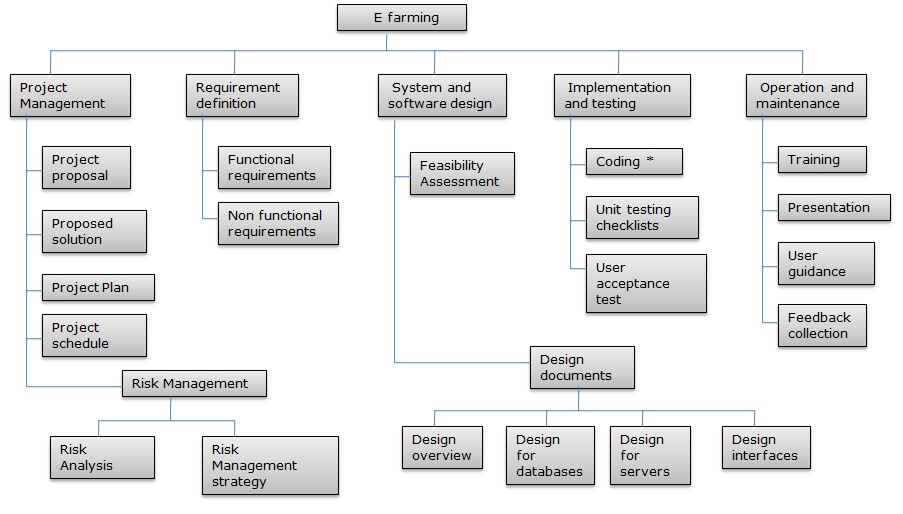 E farming
Project
Management
Requirement
definition
System and
software design
Implementation
and testing
Operation and
maintenance
Project
proposal
Proposed
solution
Project Plan
Project
schedule
Risk Management
Risk
Analysis
Risk
Management
strategy
Functional
requirements
Non functional
requirements
Feasibility
Assessment
Design
documents
Design
overview
Design
for
databases
Design
for
servers
Design
interfaces
Coding *
Unit testing
checklists
User
acceptance
test
Training
Presentation
User
guidance
Feedback
collection